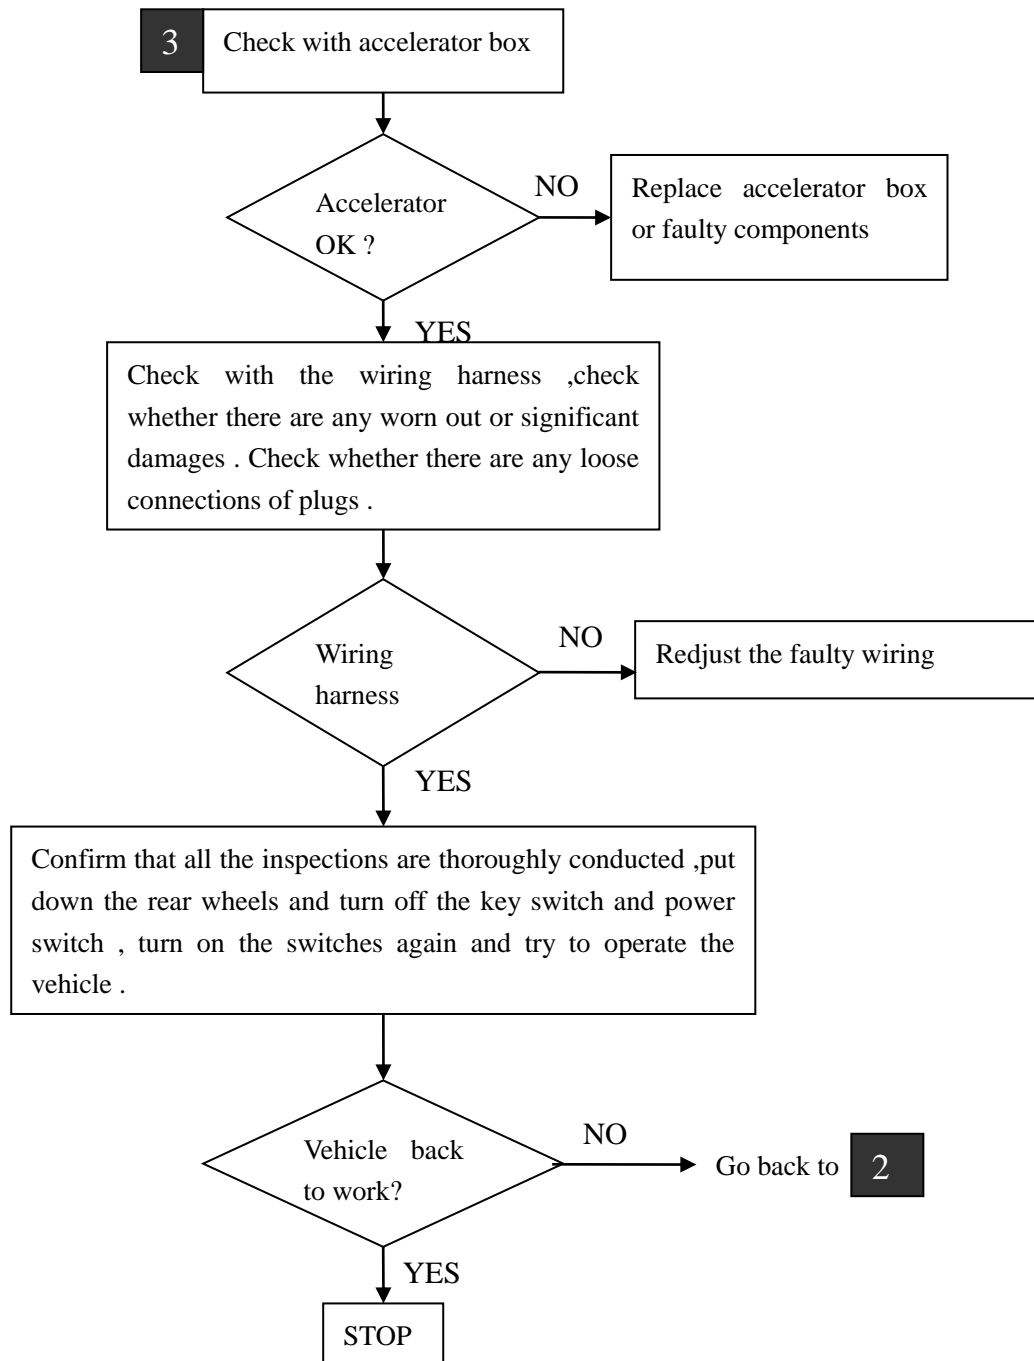 3
Check with accelerator box
Accelerator
OK ?
NO
Replace accelerator box
or faulty components
YES
Check with the wiring harness ,check
whether there are any worn out or significant
damages . Check whether there are any loose
connections of plugs .
Wiring
harness
NO
Redjust the faulty wiring
YES
Confirm that all the inspections are thoroughly conducted ,put
down the rear wheels and turn off the key switch and power
switch , turn on the switches again and try to operate the
vehicle .
Vehicle back
to work?
NO
Go back to 2
YES
STOP